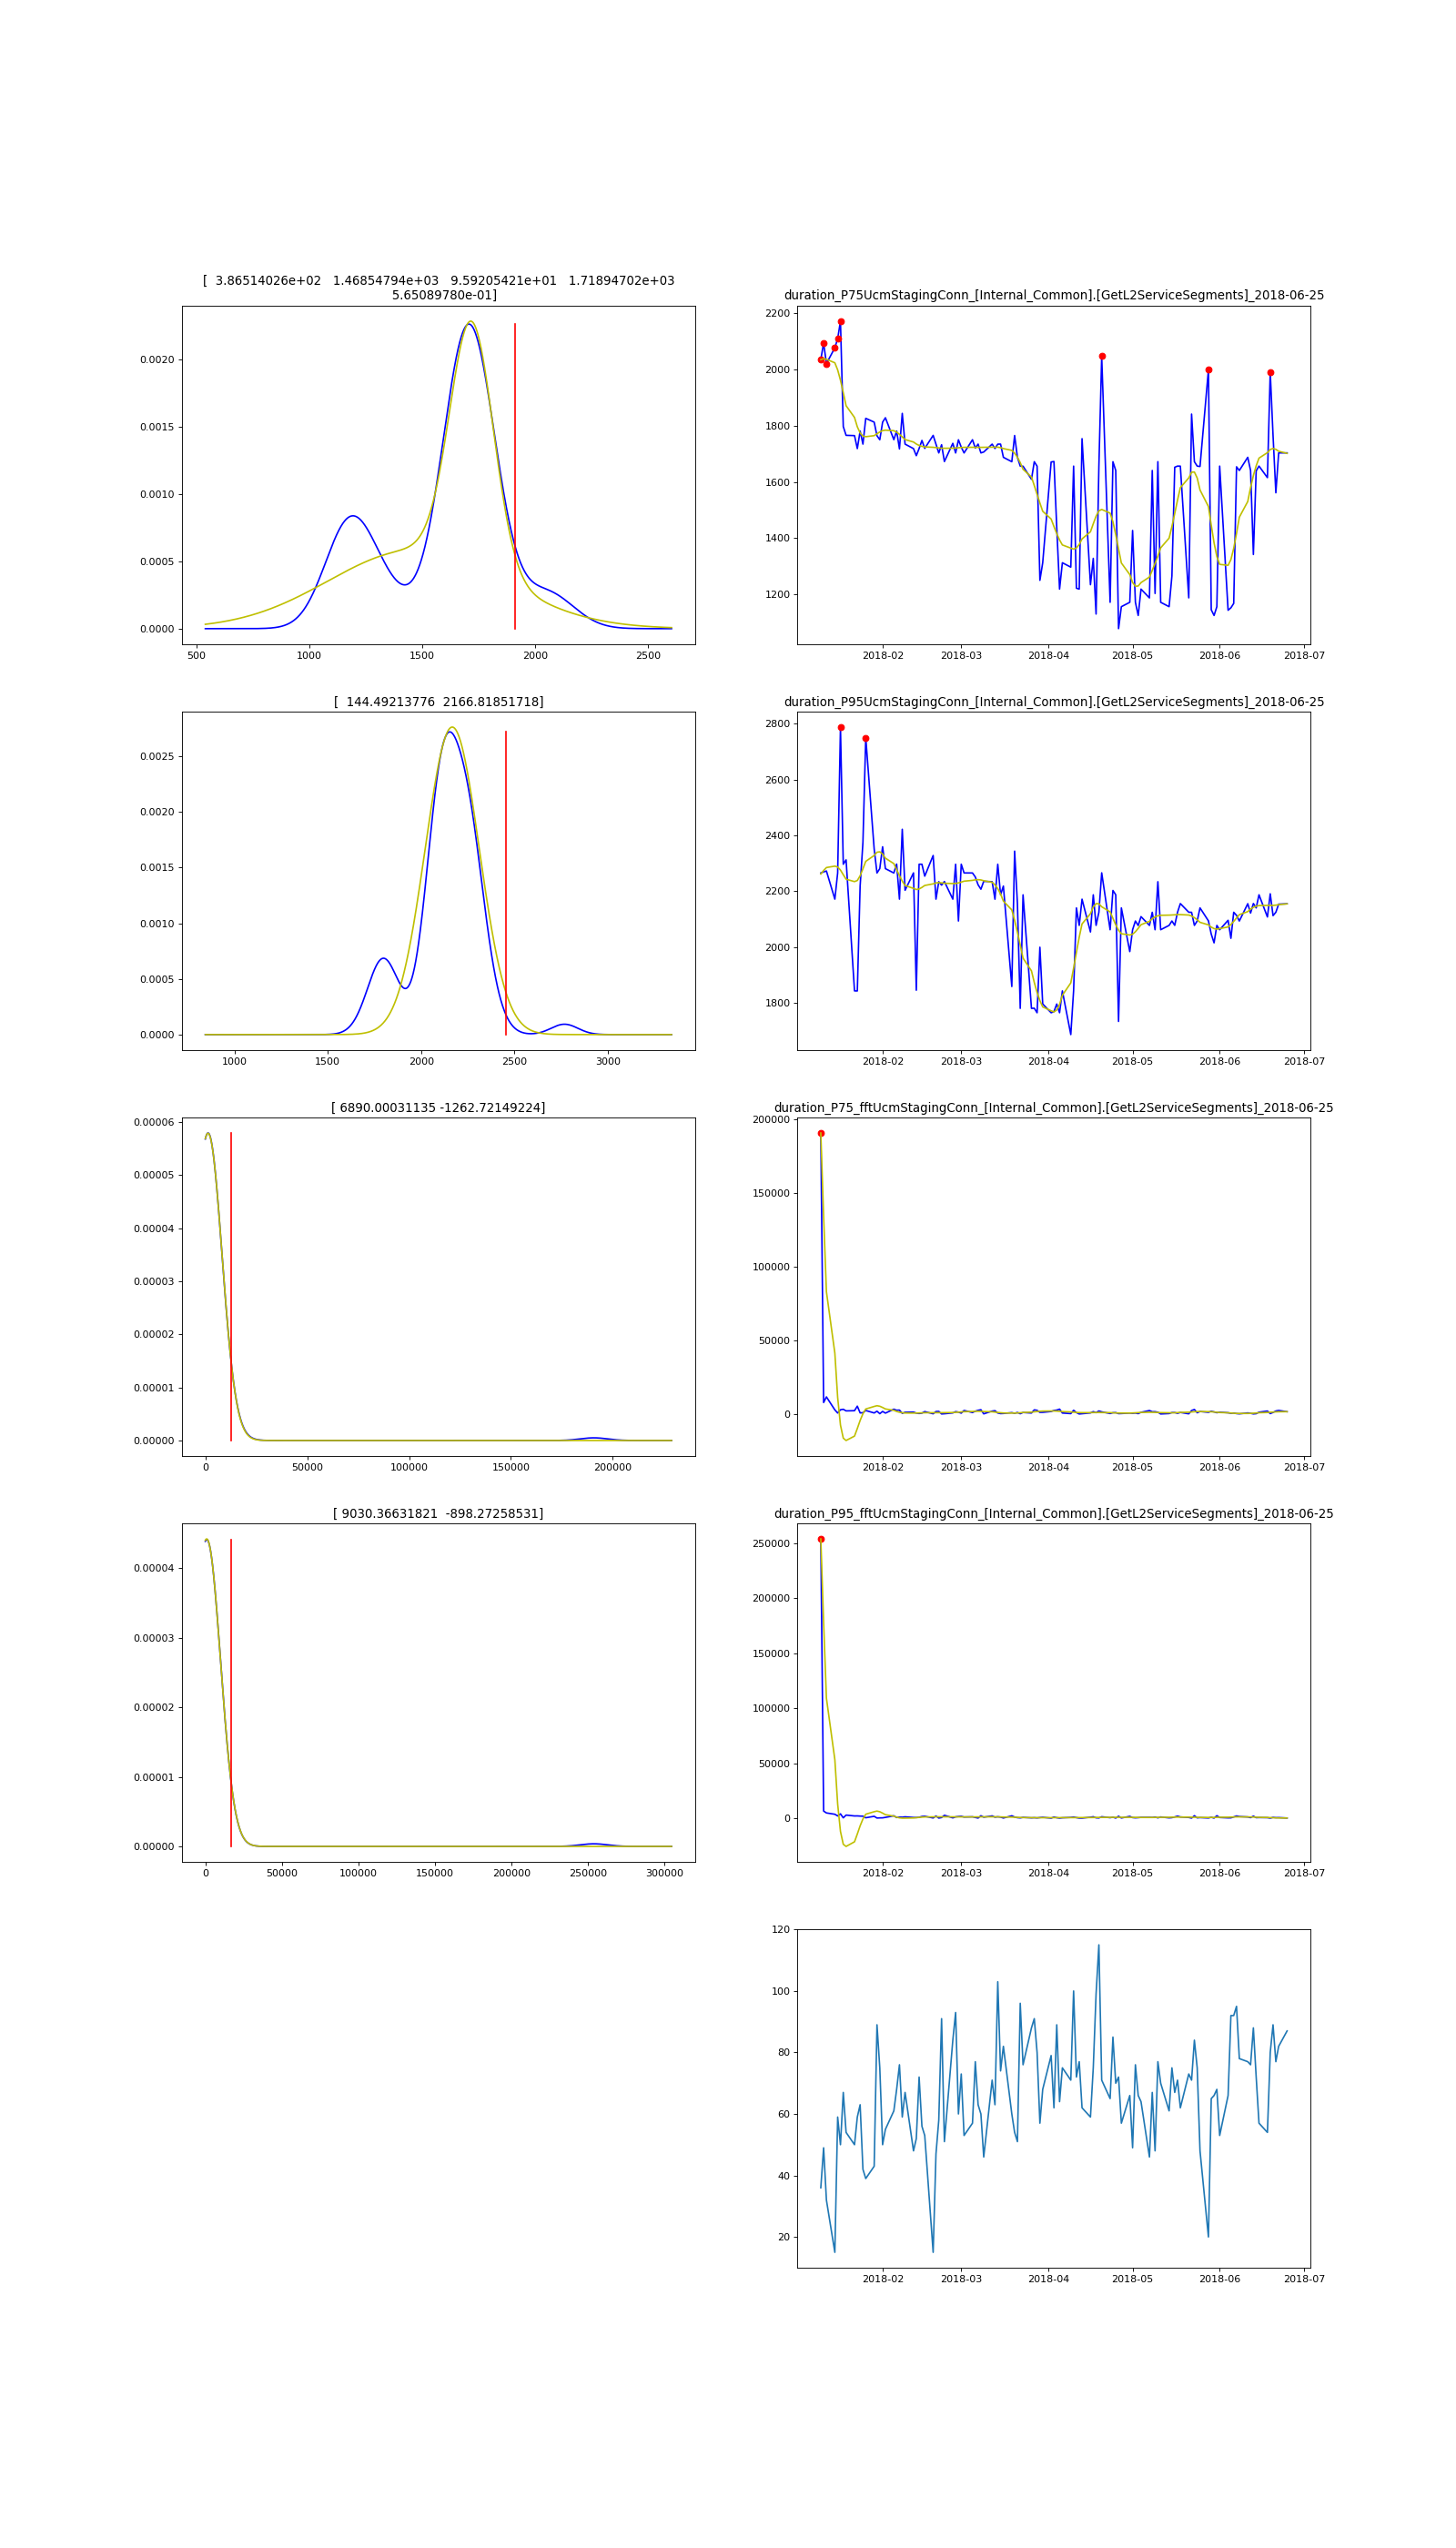 [  3.86514026e+02   1.46854794e+03   9.59205421e+01   1.71894702e+03
5.65089780e-01]
0.0020
0.0015
0.0010
0.0005
0.0000
500 1000 1500 2000 2500
duration_P75UcmStagingConn_[Internal_Common].[GetL2ServiceSegments]_2018-06-25
2200
2000
1800
1600
1400
1200
2018-02 2018-03 2018-04 2018-05 2018-06 2018-07
[  144.49213776  2166.81851718]
0.0025
0.0020
0.0015
0.0010
0.0005
0.0000
1000 1500 2000 2500 3000
duration_P95UcmStagingConn_[Internal_Common].[GetL2ServiceSegments]_2018-06-25
2800
2600
2400
2200
2000
1800
2018-02 2018-03 2018-04 2018-05 2018-06 2018-07
[ 6890.00031135 -1262.72149224]
0.00006
0.00005
0.00004
0.00003
0.00002
0.00001
0.00000
0 50000 100000 150000 200000
duration_P75_fftUcmStagingConn_[Internal_Common].[GetL2ServiceSegments]_2018-06-25
200000
150000
100000
50000
0
2018-02 2018-03 2018-04 2018-05 2018-06 2018-07
[ 9030.36631821  -898.27258531]
0.00004
0.00003
0.00002
0.00001
0.00000
0 50000 100000 150000 200000 250000 300000
duration_P95_fftUcmStagingConn_[Internal_Common].[GetL2ServiceSegments]_2018-06-25
250000
200000
150000
100000
50000
0
2018-02 2018-03 2018-04 2018-05 2018-06 2018-07
120
100
80
60
40
20
2018-02 2018-03 2018-04 2018-05 2018-06 2018-07